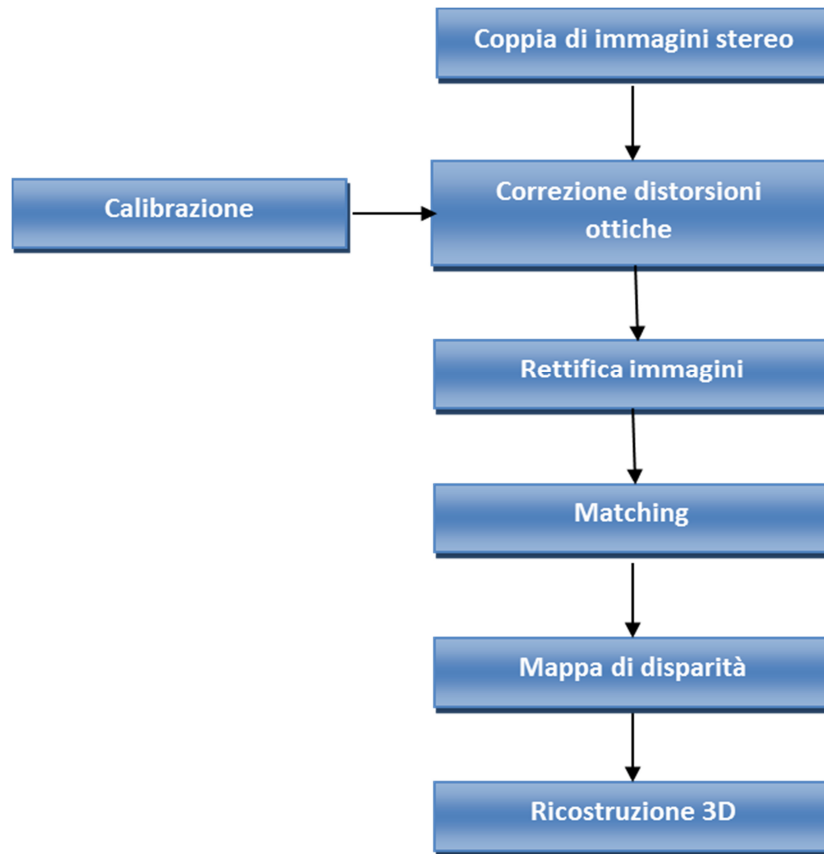 Coppia di immagini stereo
Calibrazione
Correzione distorsioni
ottiche
Rettifica immagini
Matching
Mappa di disparità
Ricostruzione 3D